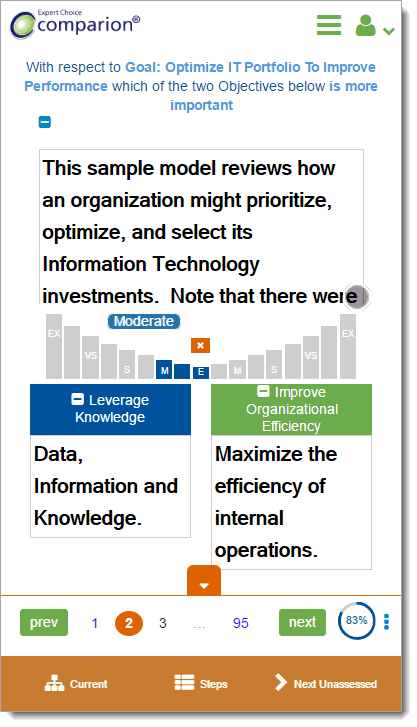 Expert Choice
comparion®
With respect to Goal: Optimize IT Portfolio To Improve
Performance which of the two Objectives below is more
important
This sample model reviews how
an organization might prioritize,
optimize, and select its
Information Technology
investments.  Note that there were
Moderate
EX VS S M E M S VS EX
Leverage
Knowledge
Improve
Organizational
Efficiency
Data,
Information and
Knowledge.
Maximize the
efficiency of
internal
operations.
prev 1 2 3 ... 95 next 83%
Current Steps Next Unassessed